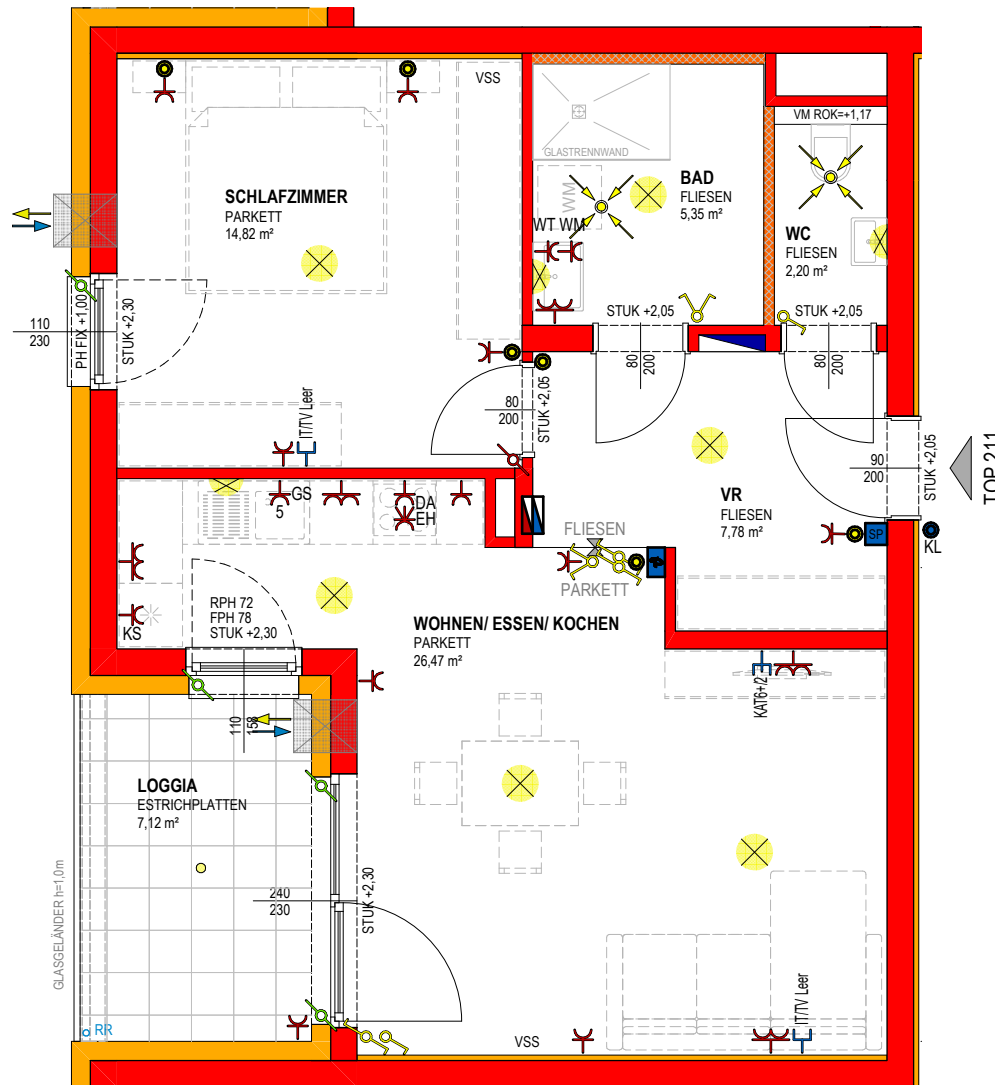 VSS
VM ROK=+1,17
GLASTRENNWAND
SCHLAFZIMMER
PARKETT
14,82 m²
WM
BAD
FLIESEN
5,35 m²
WT WM
WC
FLIESEN
2,20 m²
PH FIX +1,00
STUK +2,30
110
230
STUK +2,05
STUK +2,05
80
200
80
200
IT/TV Leer
80
200
STUK +2,05
90
200
STUK +2,05
TOP 211
VR
FLIESEN
7,78 m²
GS
5
DA
EH
FLIESEN
PARKETT
SP
KL
KS
RPH 72
FPH 78
STUK +2,30
WOHNEN/ ESSEN/ KOCHEN
PARKETT
26,47 m²
KAT6+/2
110
158
LOGGIA
ESTRICHPLATTEN
7,12 m²
240
230
STUK +2,30
GLASGELÄNDER h=1,0m
RR
VSS
IT/TV Leer